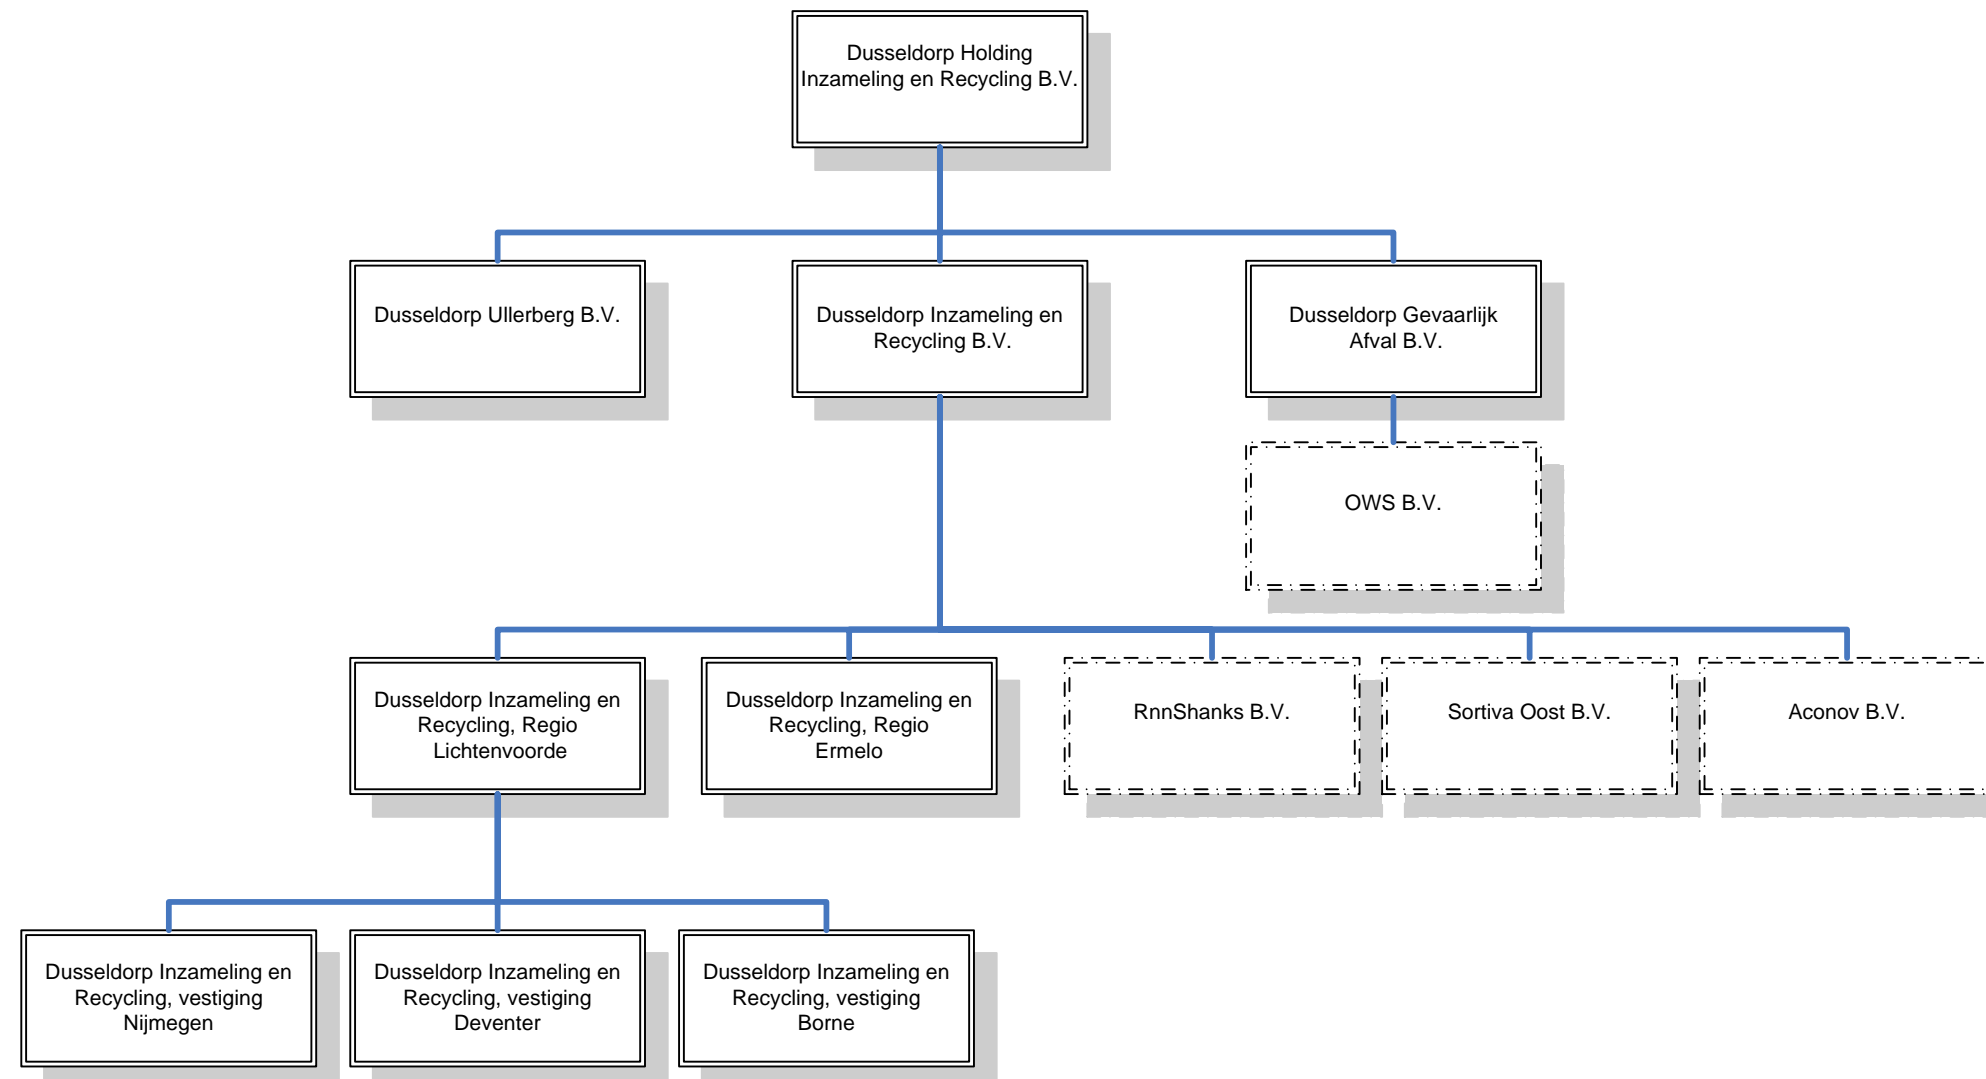 Dusseldorp Holding
Inzameling en Recycling B.V.
Dusseldorp Ullerberg B.V.
Dusseldorp Inzameling en
Recycling B.V.
Dusseldorp Gevaarlijk
Afval B.V.
OWS B.V.
Dusseldorp Inzameling en
Recycling, Regio
Lichtenvoorde
Dusseldorp Inzameling en
Recycling, Regio
Ermelo
RnnShanks B.V.
Sortiva Oost B.V.
Aconov B.V.
Dusseldorp Inzameling en
Recycling, vestiging
Nijmegen
Dusseldorp Inzameling en
Recycling, vestiging
Deventer
Dusseldorp Inzameling en
Recycling, vestiging
Borne